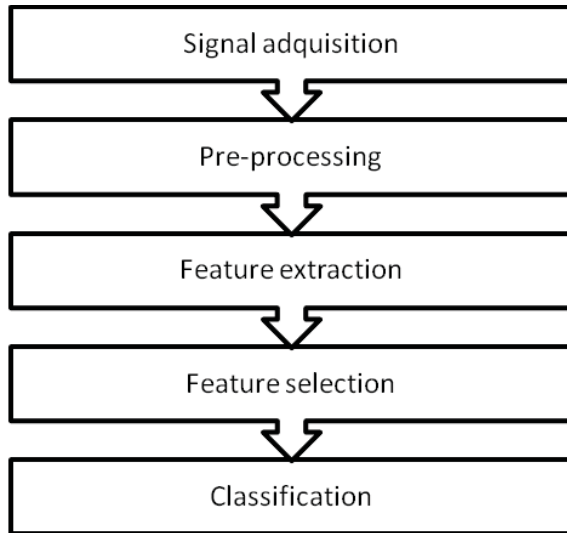 Signal adquisition
Pre-processing
Feature extraction
Feature selection
Classification